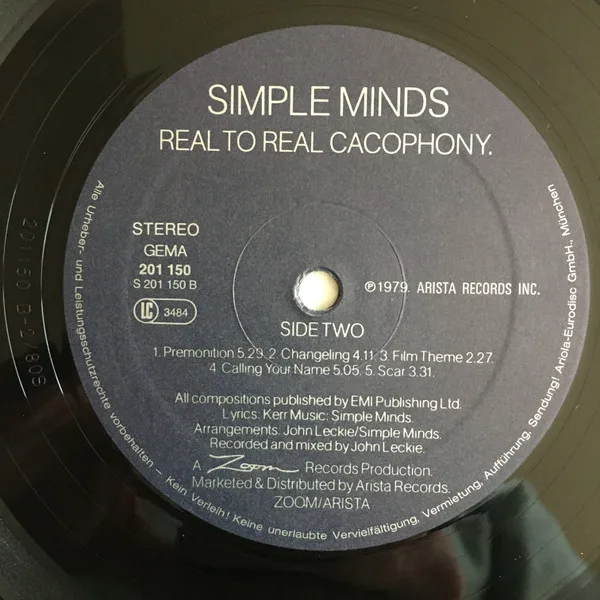 SIMPLE MINDS
REAL TO REAL CACOPHONY.
STEREO
GEMA
201 150
S 201 150 B
LC 3484
℗1979. ARISTA RECORDS INC.
SIDE TWO
1. Premonition 5.29. 2. Changeling 4.11. 3. Film Theme 2.27.
4. Calling Your Name 5.05. 5. Scar 3.31.
All compositions published by EMI Publishing Ltd.
Lyrics: Kerr Music: Simple Minds.
Arrangements: John Leckie/Simple Minds.
Recorded and mixed by John Leckie.
A Zoom Records Production.
Marketed & Distributed by Arista Records.
ZOOM/ARISTA
Alle Urheber- und Leistungsschutzrechte vorbehalten – Kein Verleih! Keine unerlaubte Vervielfältigung, Vermietung, Aufführung, Sendung! Ariola-Eurodisc GmbH., München
201150 B-2